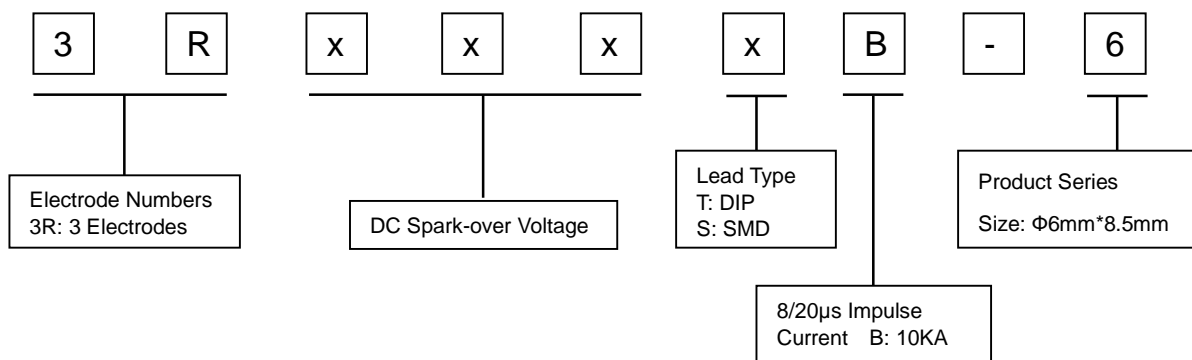 3 R x x x x B - 6
Electrode Numbers
3R: 3 Electrodes
DC Spark-over Voltage
Lead Type
T: DIP
S: SMD
Product Series
Size: Φ6mm*8.5mm
8/20μs Impulse
Current B: 10KA